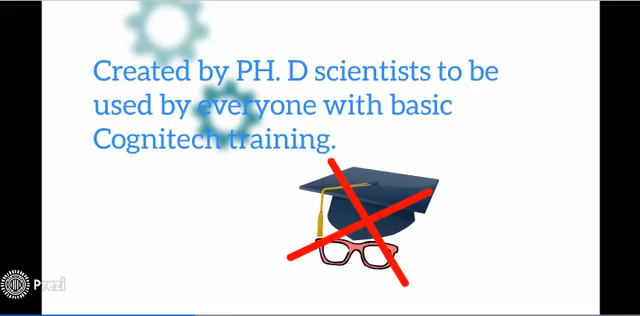 Created by PH. D scientists to be
used by everyone with basic
Cognitech training.
Prezi